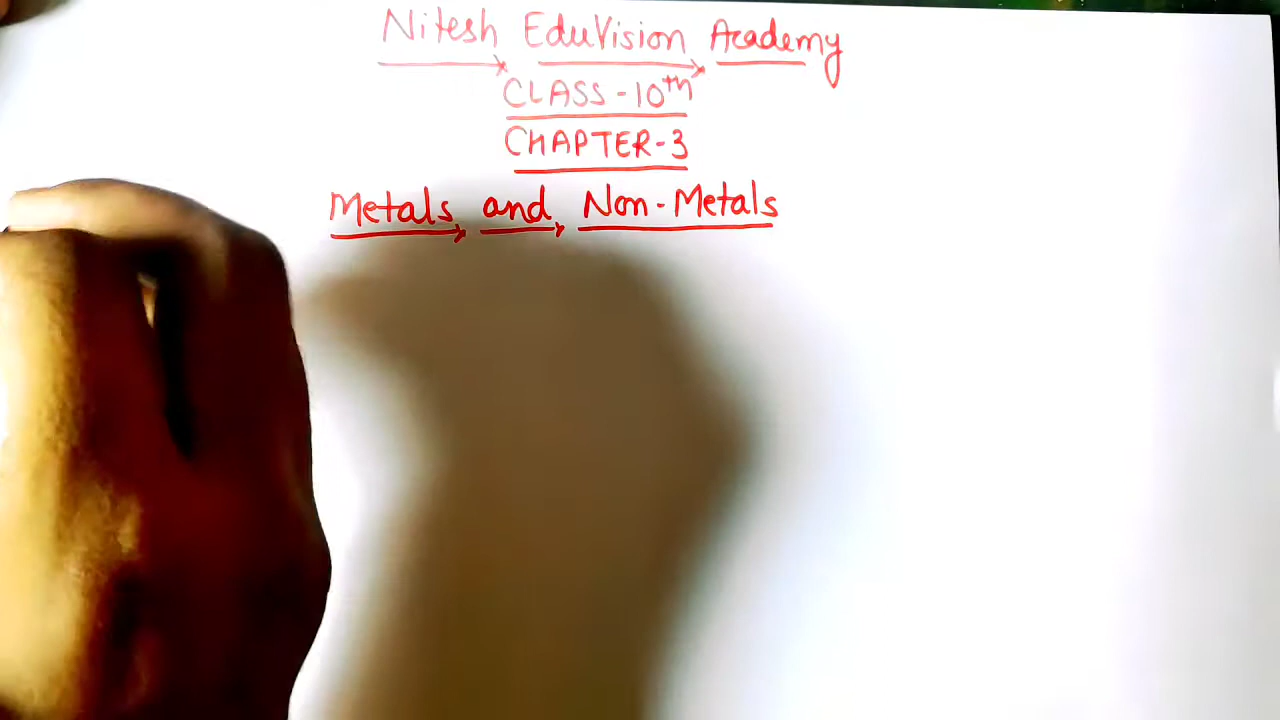 Nitesh EduVision Academy
CLASS-10th
CHAPTER-3
Metals and Non-Metals